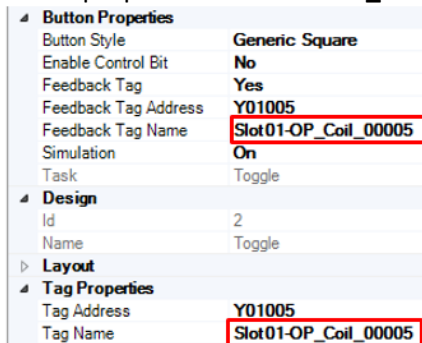 Button Properties
Button Style Generic Square
Enable Control Bit No
Feedback Tag Yes
Feedback Tag Address Y01005
Feedback Tag Name Slot01-OP_Coil_00005
Simulation On
Task Toggle
Design
Id 2
Name Toggle
Layout
Tag Properties
Tag Address Y01005
Tag Name Slot01-OP_Coil_00005